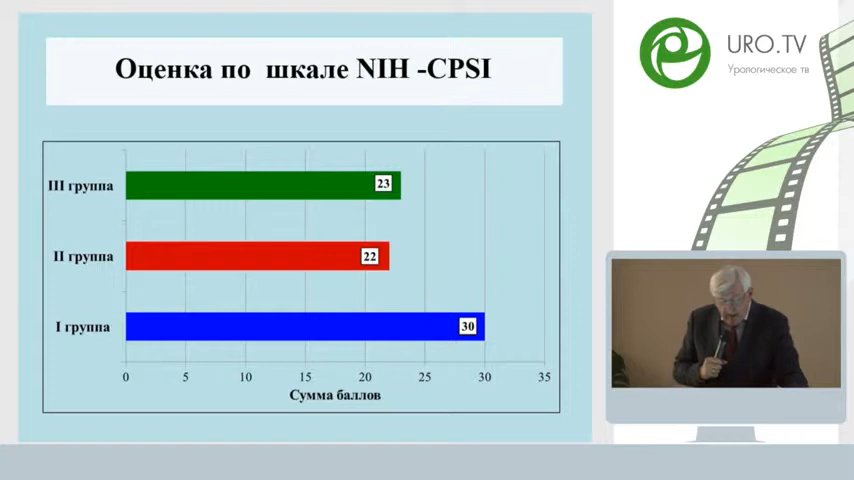 Оценка по шкале NIH -CPSI
III группа
23
II группа
22
I группа
30
0 5 10 15 20 25 30 35
Сумма баллов
URO.TV
Урологическое тв